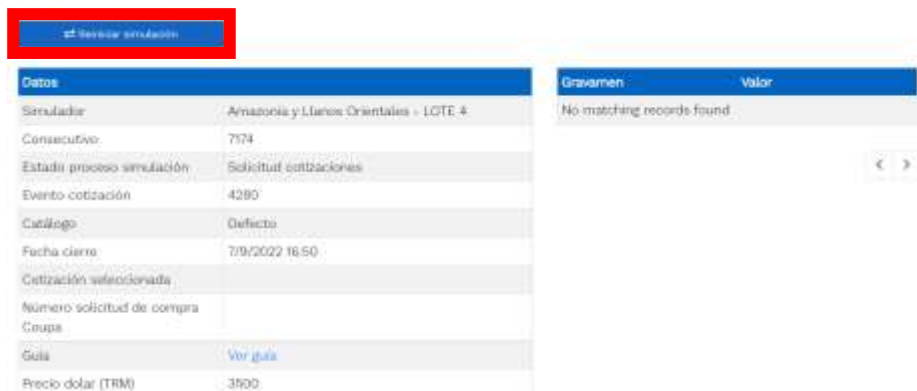 ⇄ Reiniciar simulación
Datos
Simulador Amazonía y Llanos Orientales - LOTE 4
Consecutivo 7174
Estado proceso simulación Solicitud cotizaciones
Evento cotización 4280
Catálogo Defecto
Fecha cierre 7/9/2022 16:50
Cotización seleccionada
Número solicitud de compra
Coupa
Guía Ver guía
Precio dolar (TRM) 3500
Gravamen Valor
No matching records found
< >